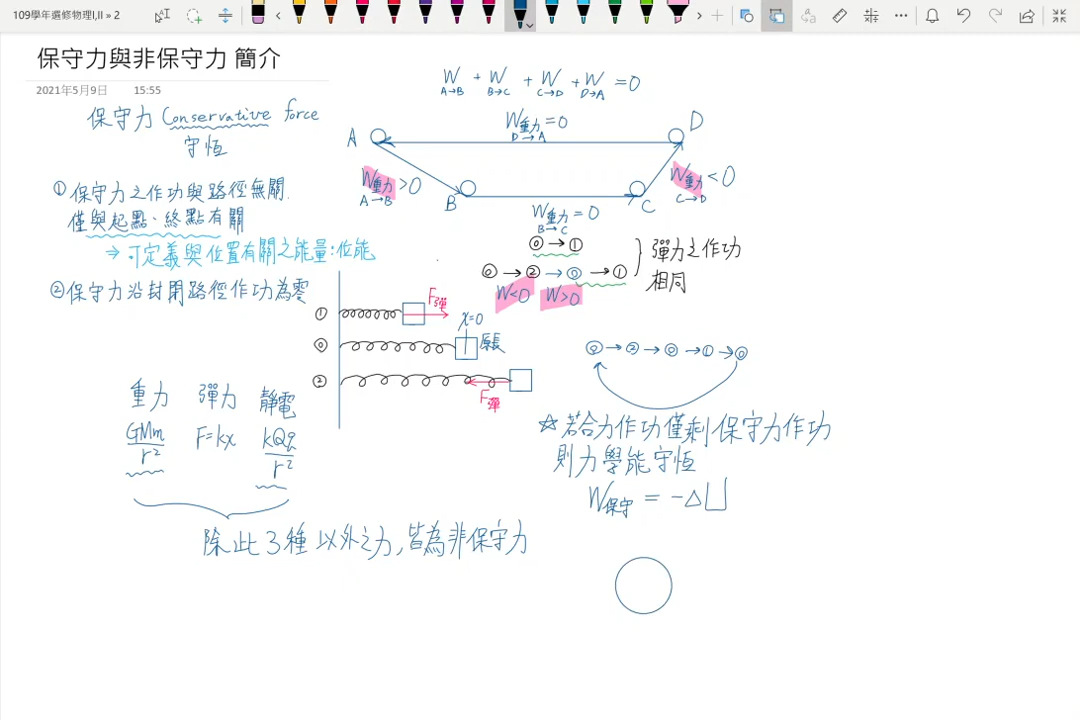 109學年選修物理I,II » 2
保守力與非保守力 簡介
2021年5月9日 15:55
保守力 Conservative force
守恆
①保守力之作功與路徑無關.
僅與起點、終點有關
⇒ 可定義與位置有關之能量:位能
②保守力沿封閉路徑作功為零
W A→B + W B→C + W C→D + W D→A = 0
A
D
W重力 = 0
D→A
W重力 > 0
A→B
W重力 < 0
C→D
B
C
W重力 = 0
B→C
⓪ → ①
⓪ → ② → ⓪ → ①
W<0 W>0
彈力之作功
相同
① F彈
x=0
⓪ 原長
②
F彈
⓪ → ② → ⓪ → ① → ⓪
重力 彈力 靜電
GMm/r² F=kx kQq/r²
除此3種以外之力,皆為非保守力
☆若合力作功僅剩保守力作功
則力學能守恆
W保守 = -△U